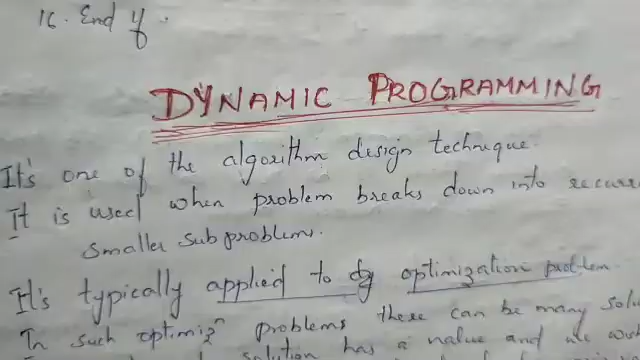 16. End if.
DYNAMIC PROGRAMMING
It's one of the algorithm design technique.
It is used when problem breaks down into recurr
smaller subproblems.
It's typically applied to optimization problem.
In such optimizⁿ problems there can be many solu
solution has a value and we